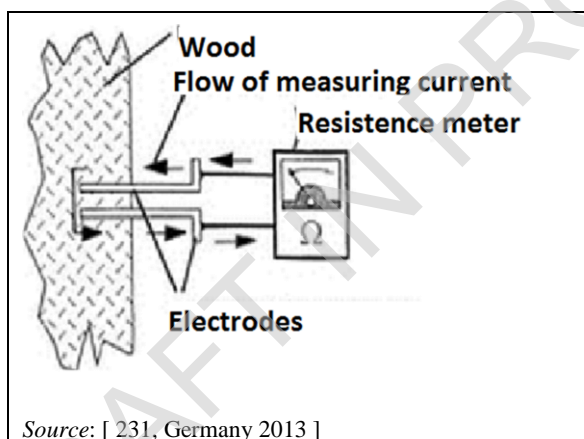 Wood
Flow of measuring current
Resistence meter
Ω
Electrodes
Source: [ 231, Germany 2013 ]